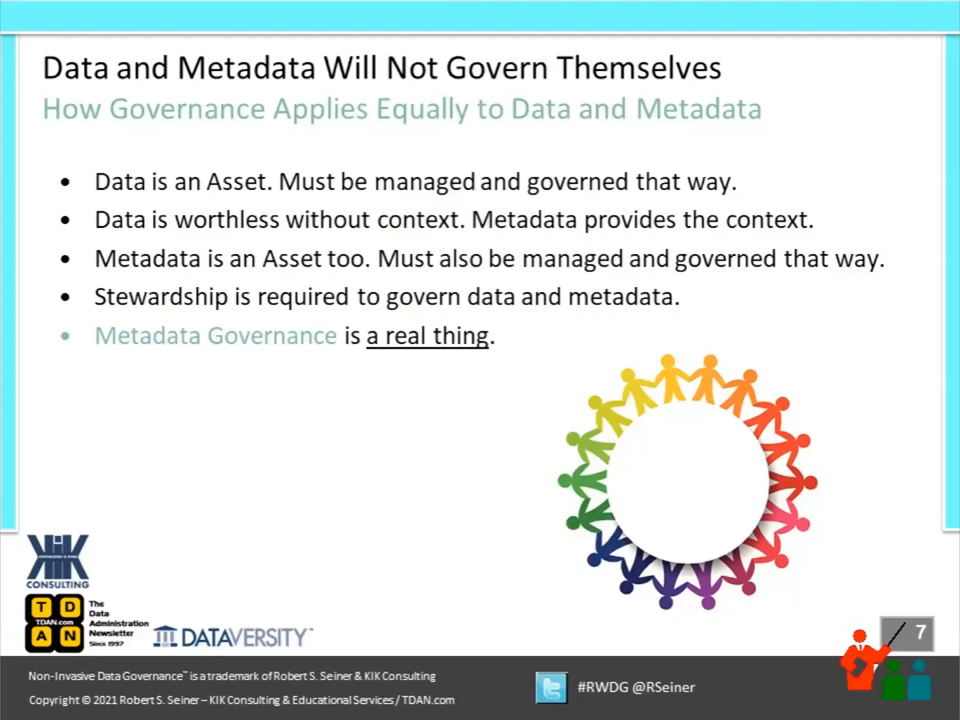 Data and Metadata Will Not Govern Themselves
How Governance Applies Equally to Data and Metadata
• Data is an Asset. Must be managed and governed that way.
• Data is worthless without context. Metadata provides the context.
• Metadata is an Asset too. Must also be managed and governed that way.
• Stewardship is required to govern data and metadata.
• Metadata Governance is a real thing.
KIK
CONSULTING
T D
TDAN.com
A N
The
Data
Administration
Newsletter
Since 1997
DATAVERSITY™
7
Non-Invasive Data Governance™ is a trademark of Robert S. Seiner & KIK Consulting
Copyright © 2021 Robert S. Seiner – KIK Consulting & Educational Services / TDAN.com
#RWDG @RSeiner